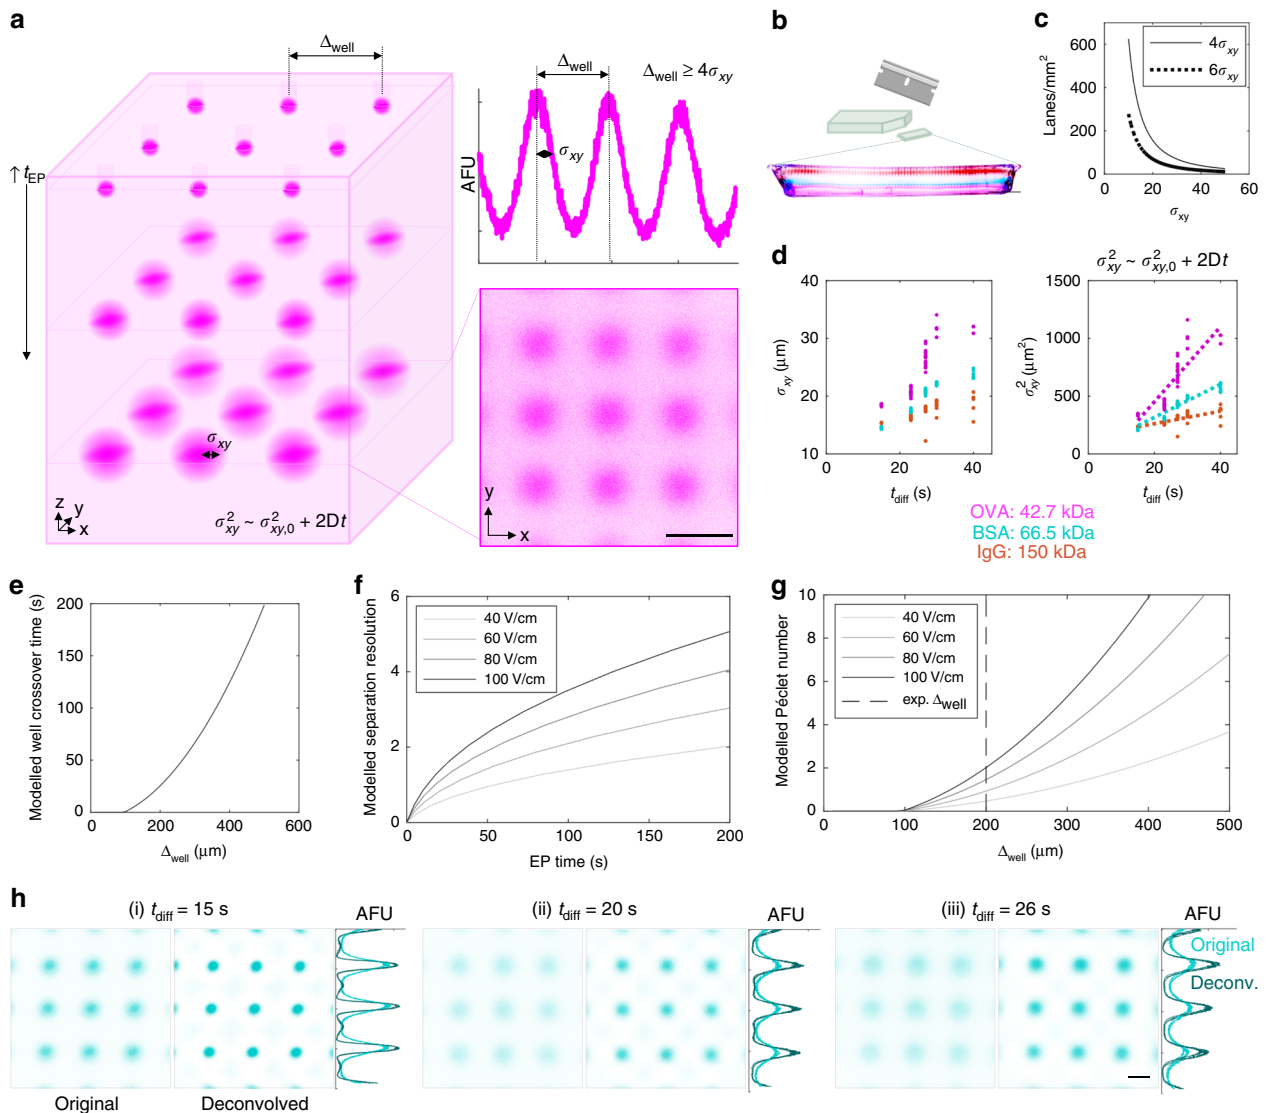 a
Δwell
↑ tEP
σxy
z
y
x
σ²xy ~ σ²xy,0 + 2Dt
Δwell
Δwell ≥ 4σxy
AFU
σxy
y
x
b
c
Lanes/mm²
600
400
200
0
0 20 40 60
σxy
4σxy
6σxy
d
σxy (μm)
40
30
20
10
0 20 40
tdiff (s)
σ²xy ~ σ²xy,0 + 2Dt
σ²xy (μm²)
1500
1000
500
0
0 20 40
tdiff (s)
OVA: 42.7 kDa
BSA: 66.5 kDa
IgG: 150 kDa
e
Modelled well crossover time (s)
200
150
100
50
0
0 200 400 600
Δwell (μm)
f
Modelled separation resolution
6
4
2
0
0 50 100 150 200
EP time (s)
40 V/cm
60 V/cm
80 V/cm
100 V/cm
g
Modelled Péclet number
10
8
6
4
2
0
0 100 200 300 400 500
Δwell (μm)
40 V/cm
60 V/cm
80 V/cm
100 V/cm
exp. Δwell
h
(i) tdiff = 15 s
AFU
(ii) tdiff = 20 s
AFU
(iii) tdiff = 26 s
AFU
Original
Deconv.
Original
Deconvolved